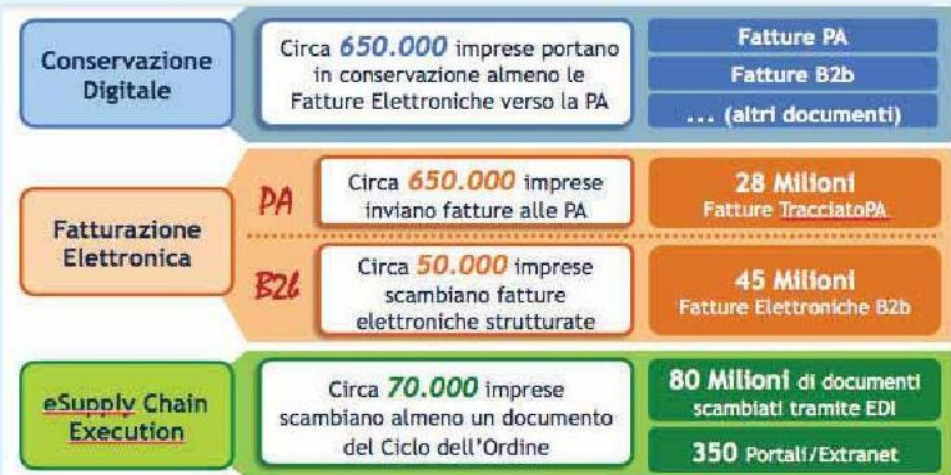 Conservazione
Digitale
Circa 650.000 imprese portano
in conservazione almeno le
Fatture Elettroniche verso la PA
Fatture PA
Fatture B2b
... (altri documenti)
Fatturazione
Elettronica
PA
Circa 650.000 imprese
inviano fatture alle PA
28 Milioni
Fatture TracciatoPA
B2b
Circa 50.000 imprese
scambiano fatture
elettroniche strutturate
45 Milioni
Fatture Elettroniche B2b
eSupply Chain
Execution
Circa 70.000 imprese
scambiano almeno un documento
del Ciclo dell'Ordine
80 Milioni di documenti
scambiati tramite EDI
350 Portali/Extranet